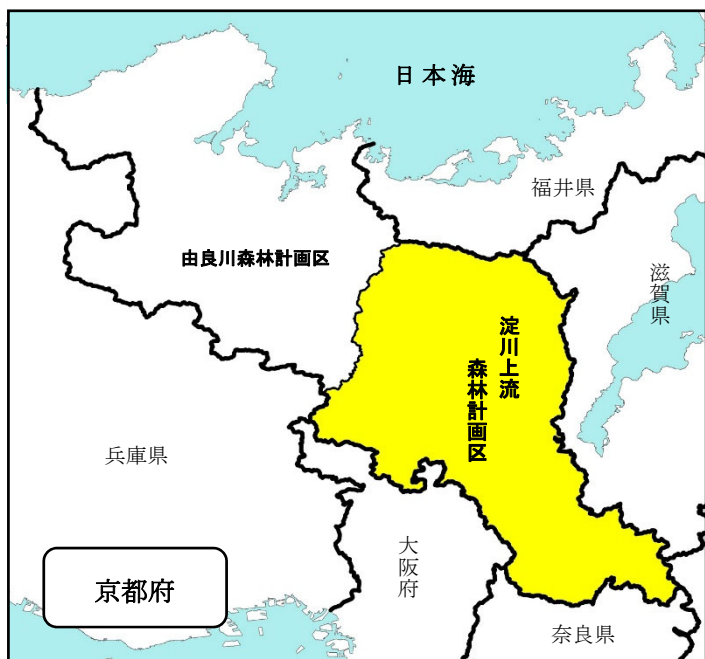 日本海
福井県
由良川森林計画区
滋賀県
淀川上流
森林計画区
兵庫県
大阪府
京都府
奈良県